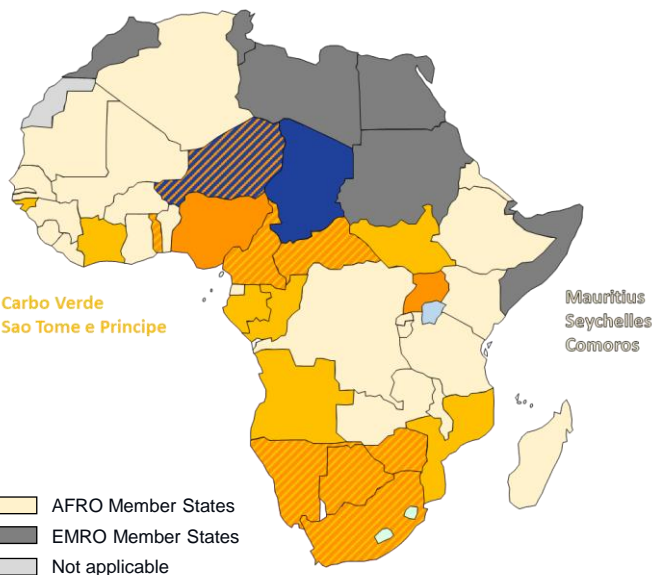 Carbo Verde
Sao Tome e Principe
Mauritius
Seychelles
Comoros
AFRO Member States
EMRO Member States
Not applicable